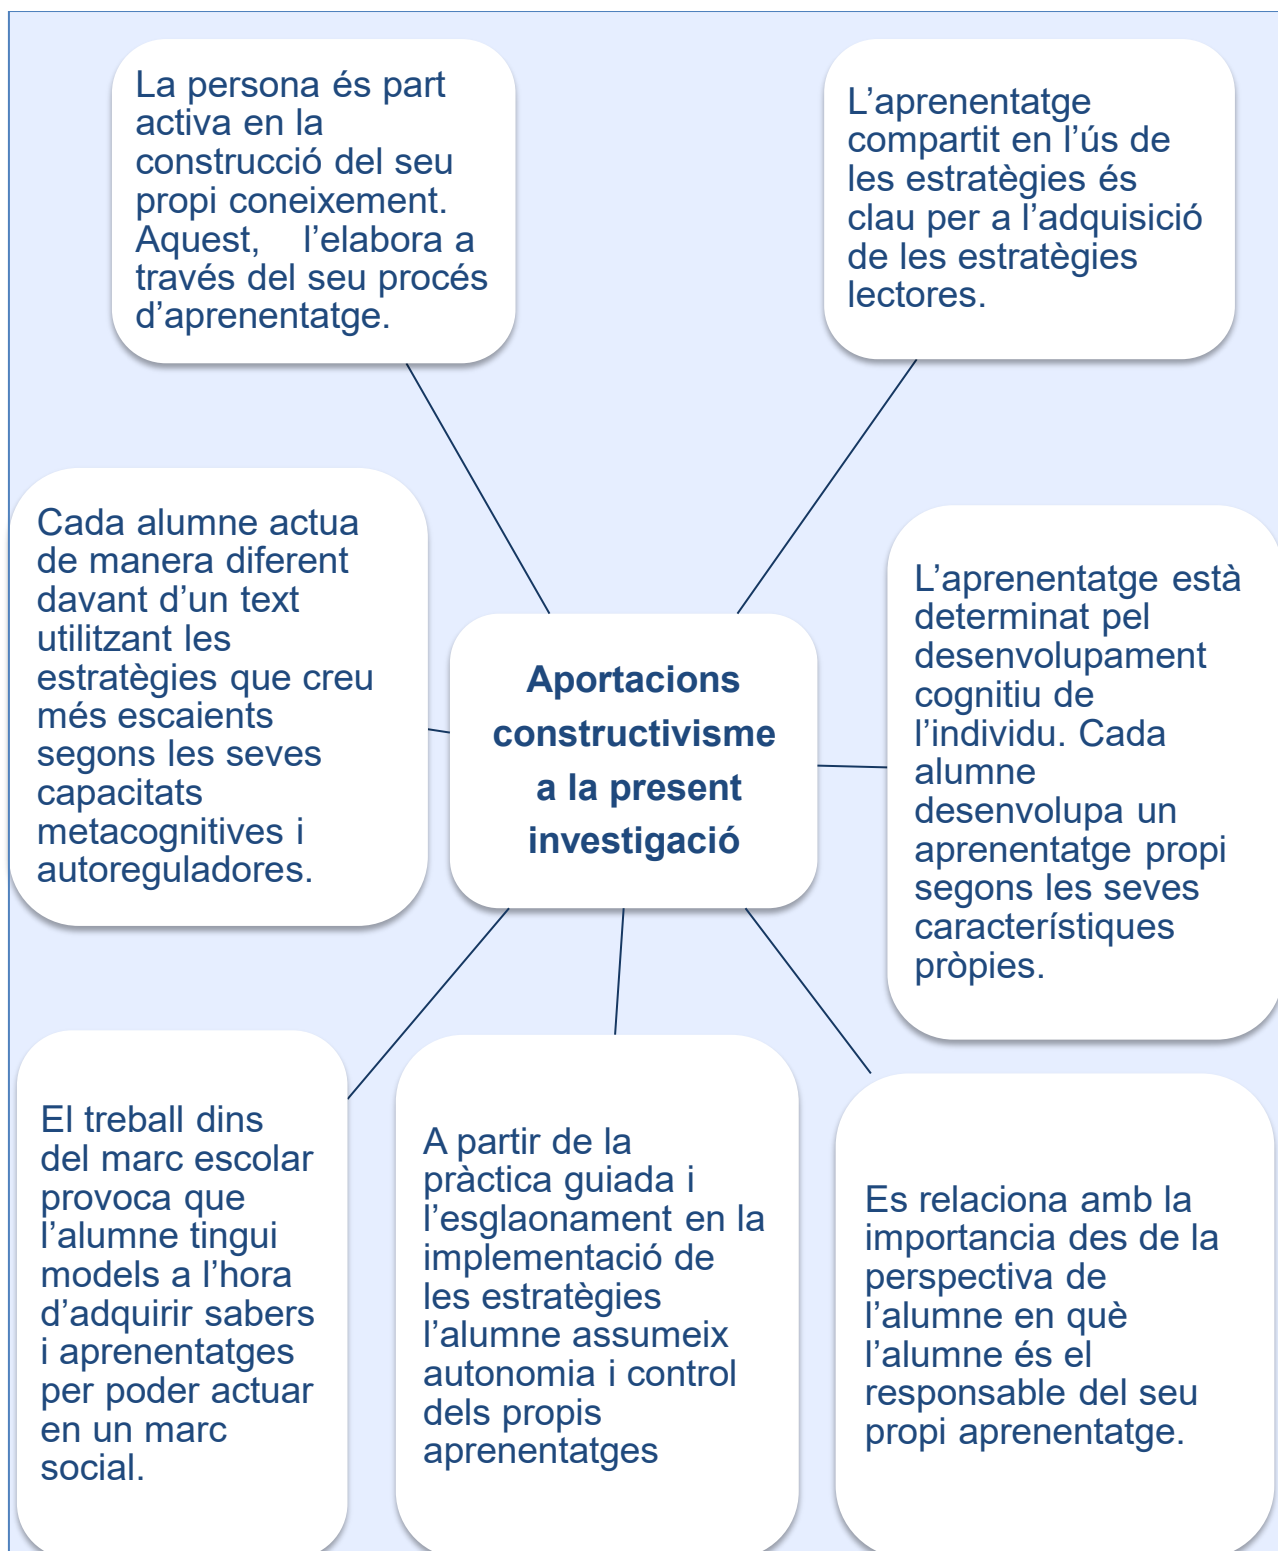 La persona és part
activa en la
construcció del seu
propi coneixement.
Aquest, l’elabora a
través del seu procés
d’aprenentatge.
L’aprenentatge
compartit en l’ús de
les estratègies és
clau per a l’adquisició
de les estratègies
lectores.
Cada alumne actua
de manera diferent
davant d’un text
utilitzant les
estratègies que creu
més escaients
segons les seves
capacitats
metacognitives i
autoreguladores.
Aportacions
constructivisme
a la present
investigació
L’aprenentatge està
determinat pel
desenvolupament
cognitiu de
l’individu. Cada
alumne
desenvolupa un
aprenentatge propi
segons les seves
característiques
pròpies.
El treball dins
del marc escolar
provoca que
l’alumne tingui
models a l’hora
d’adquirir sabers
i aprenentatges
per poder actuar
en un marc
social.
A partir de la
pràctica guiada i
l’esglaonament en la
implementació de
les estratègies
l’alumne assumeix
autonomia i control
dels propis
aprenentatges
Es relaciona amb la
importancia des de la
perspectiva de
l’alumne en què
l’alumne és el
responsable del seu
propi aprenentatge.